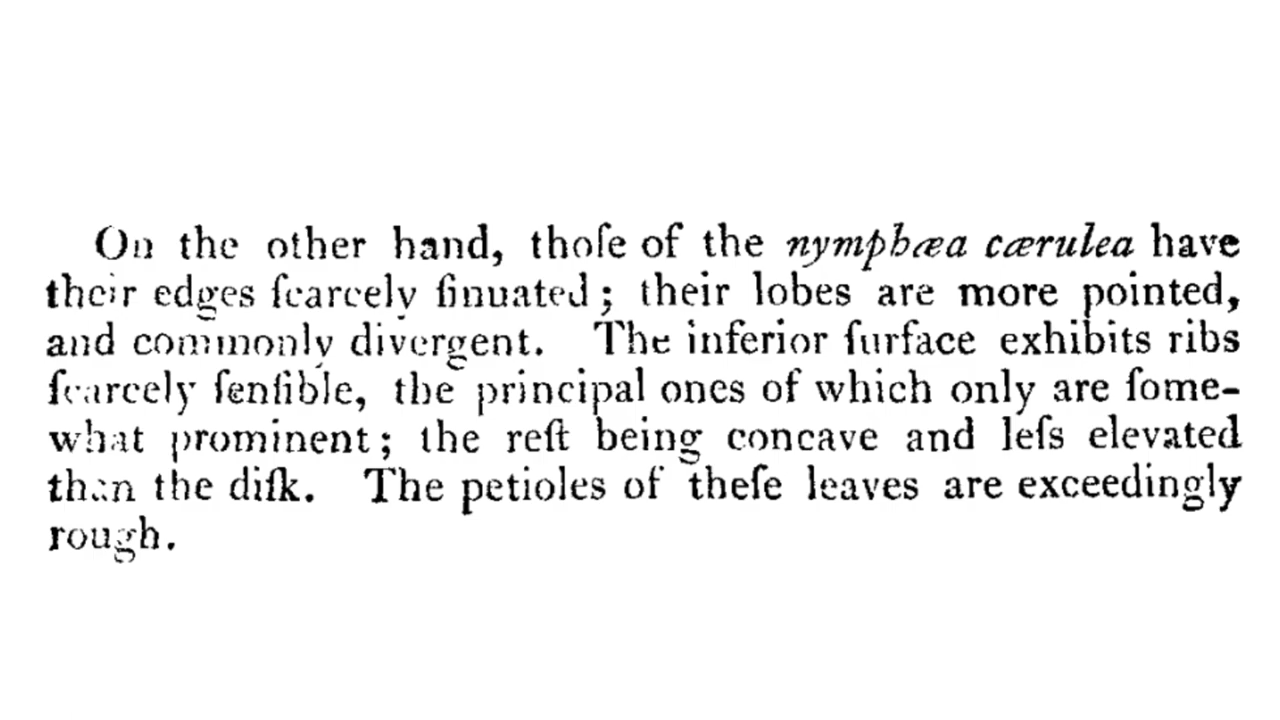 On the other hand, thoſe of the nymphæa cærulea have
their edges ſcarcely ſinuated; their lobes are more pointed,
and commonly divergent. The inferior ſurface exhibits ribs
ſcarcely ſenſible, the principal ones of which only are ſome-
what prominent; the reſt being concave and leſs elevated
than the diſk. The petioles of theſe leaves are exceedingly
rough.